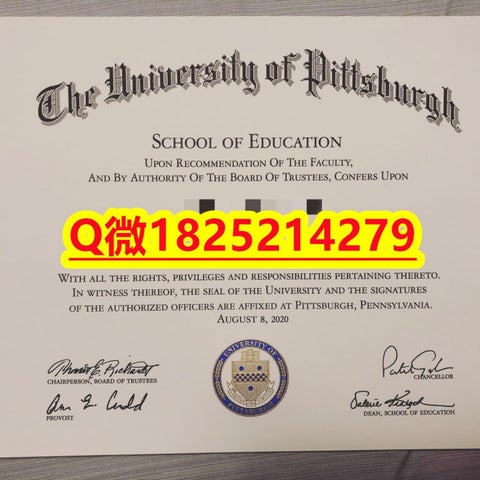 The University of Pittsburgh
SCHOOL OF EDUCATION
UPON RECOMMENDATION OF THE FACULTY,
AND BY AUTHORITY OF THE BOARD OF TRUSTEES, CONFERS UPON
Q微1825214279
WITH ALL THE RIGHTS, PRIVILEGES AND RESPONSIBILITIES PERTAINING THERETO.
IN WITNESS THEREOF, THE SEAL OF THE UNIVERSITY AND THE SIGNATURES
OF THE AUTHORIZED OFFICERS ARE AFFIXED AT PITTSBURGH, PENNSYLVANIA.
AUGUST 8, 2020
CHAIRPERSON, BOARD OF TRUSTEES
PROVOST
UNIVERSITY OF
PITTSBURGH
CHANCELLOR
DEAN, SCHOOL OF EDUCATION